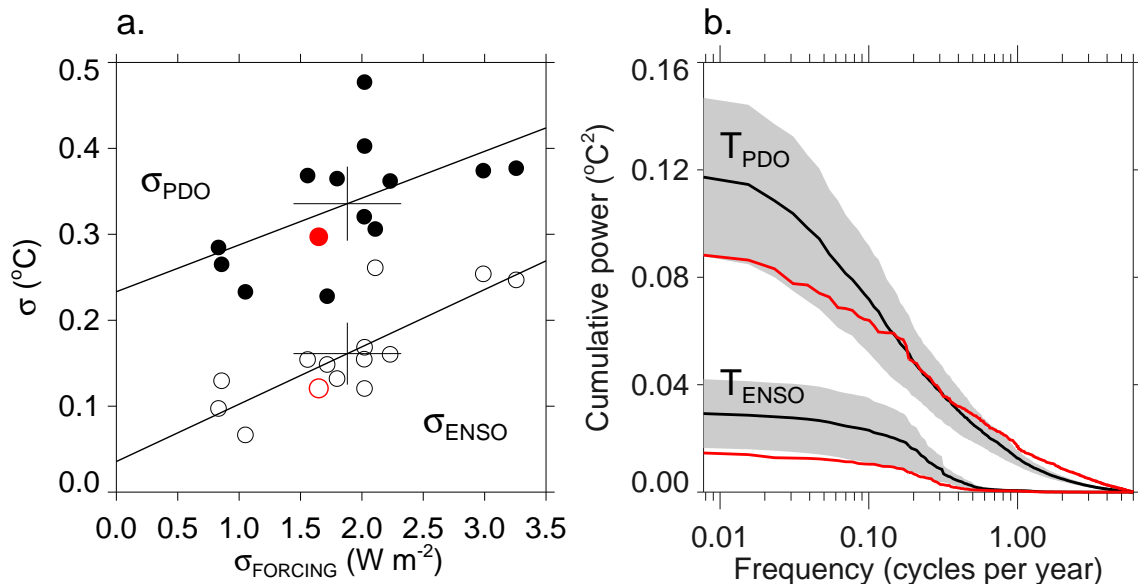 a.
b.
0.5
0.4
0.3
0.2
0.1
0.0
σ (°C)
σPDO
σENSO
0.0 0.5 1.0 1.5 2.0 2.5 3.0 3.5
σFORCING (W m-2)
0.16
0.12
0.08
0.04
0.00
Cumulative power (°C2)
TPDO
TENSO
0.01 0.10 1.00
Frequency (cycles per year)